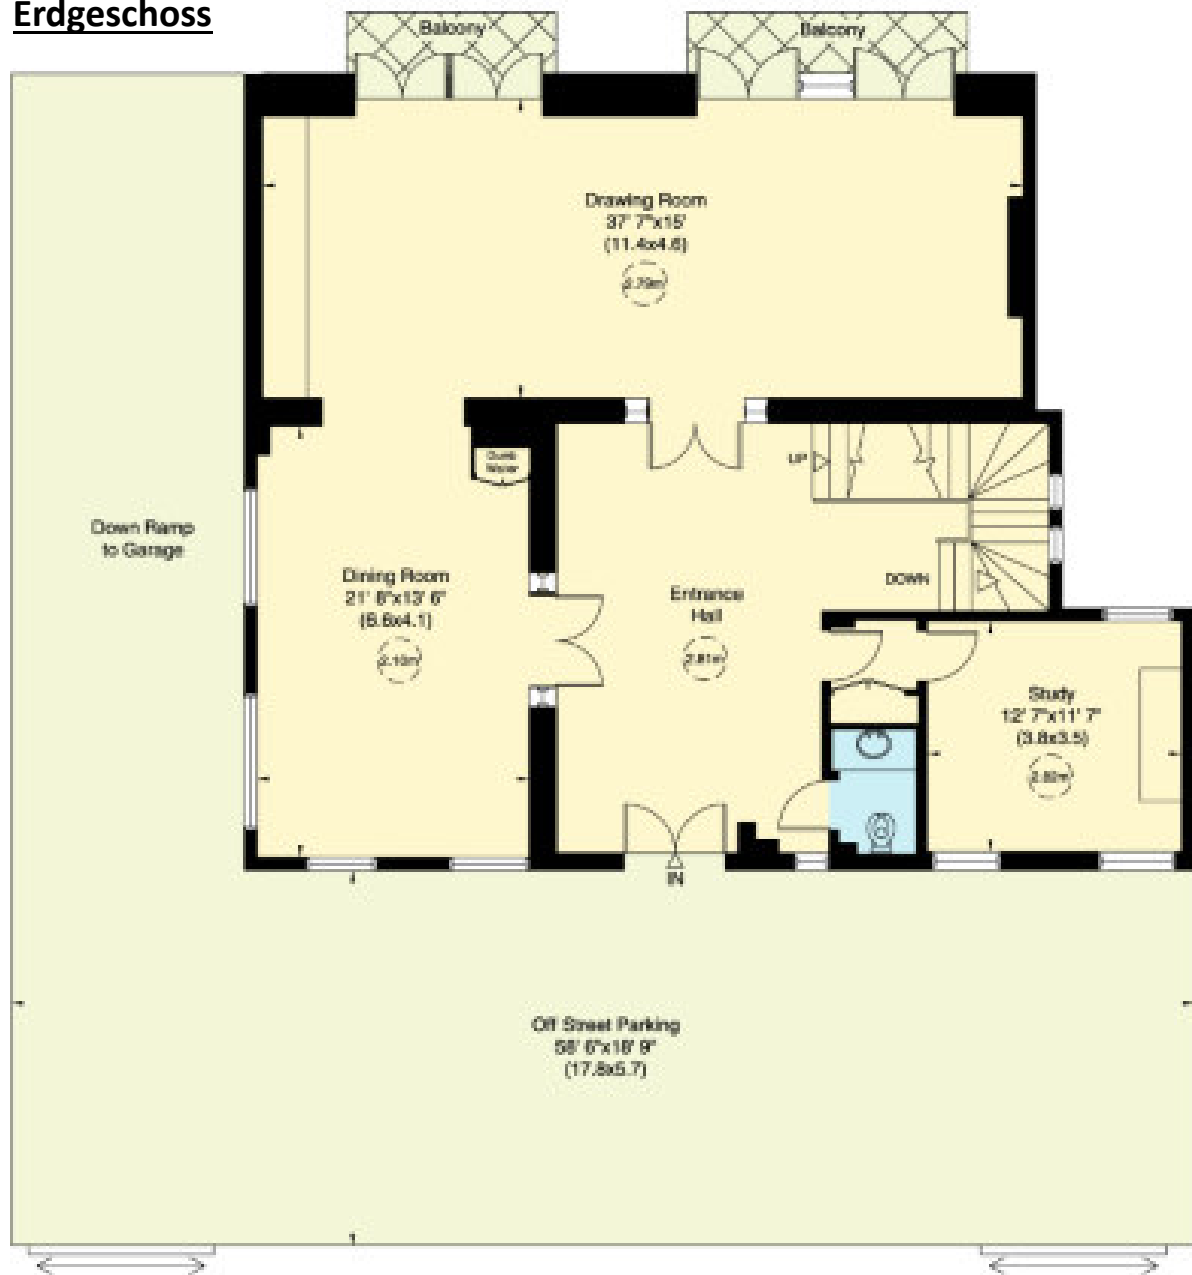 Erdgeschoss
Balcony
Balcony
Drawing Room
37' 7"x15'
(11.4x4.6)
2.79m
UP
Dumb
Waiter
Down Ramp
to Garage
DOWN
Dining Room
21' 8"x13' 6"
(6.6x4.1)
2.10m
Entrance
Hall
2.81m
Study
12' 7"x11' 7"
(3.8x3.5)
IN
Off Street Parking
58' 6"x18' 9"
(17.8x5.7)